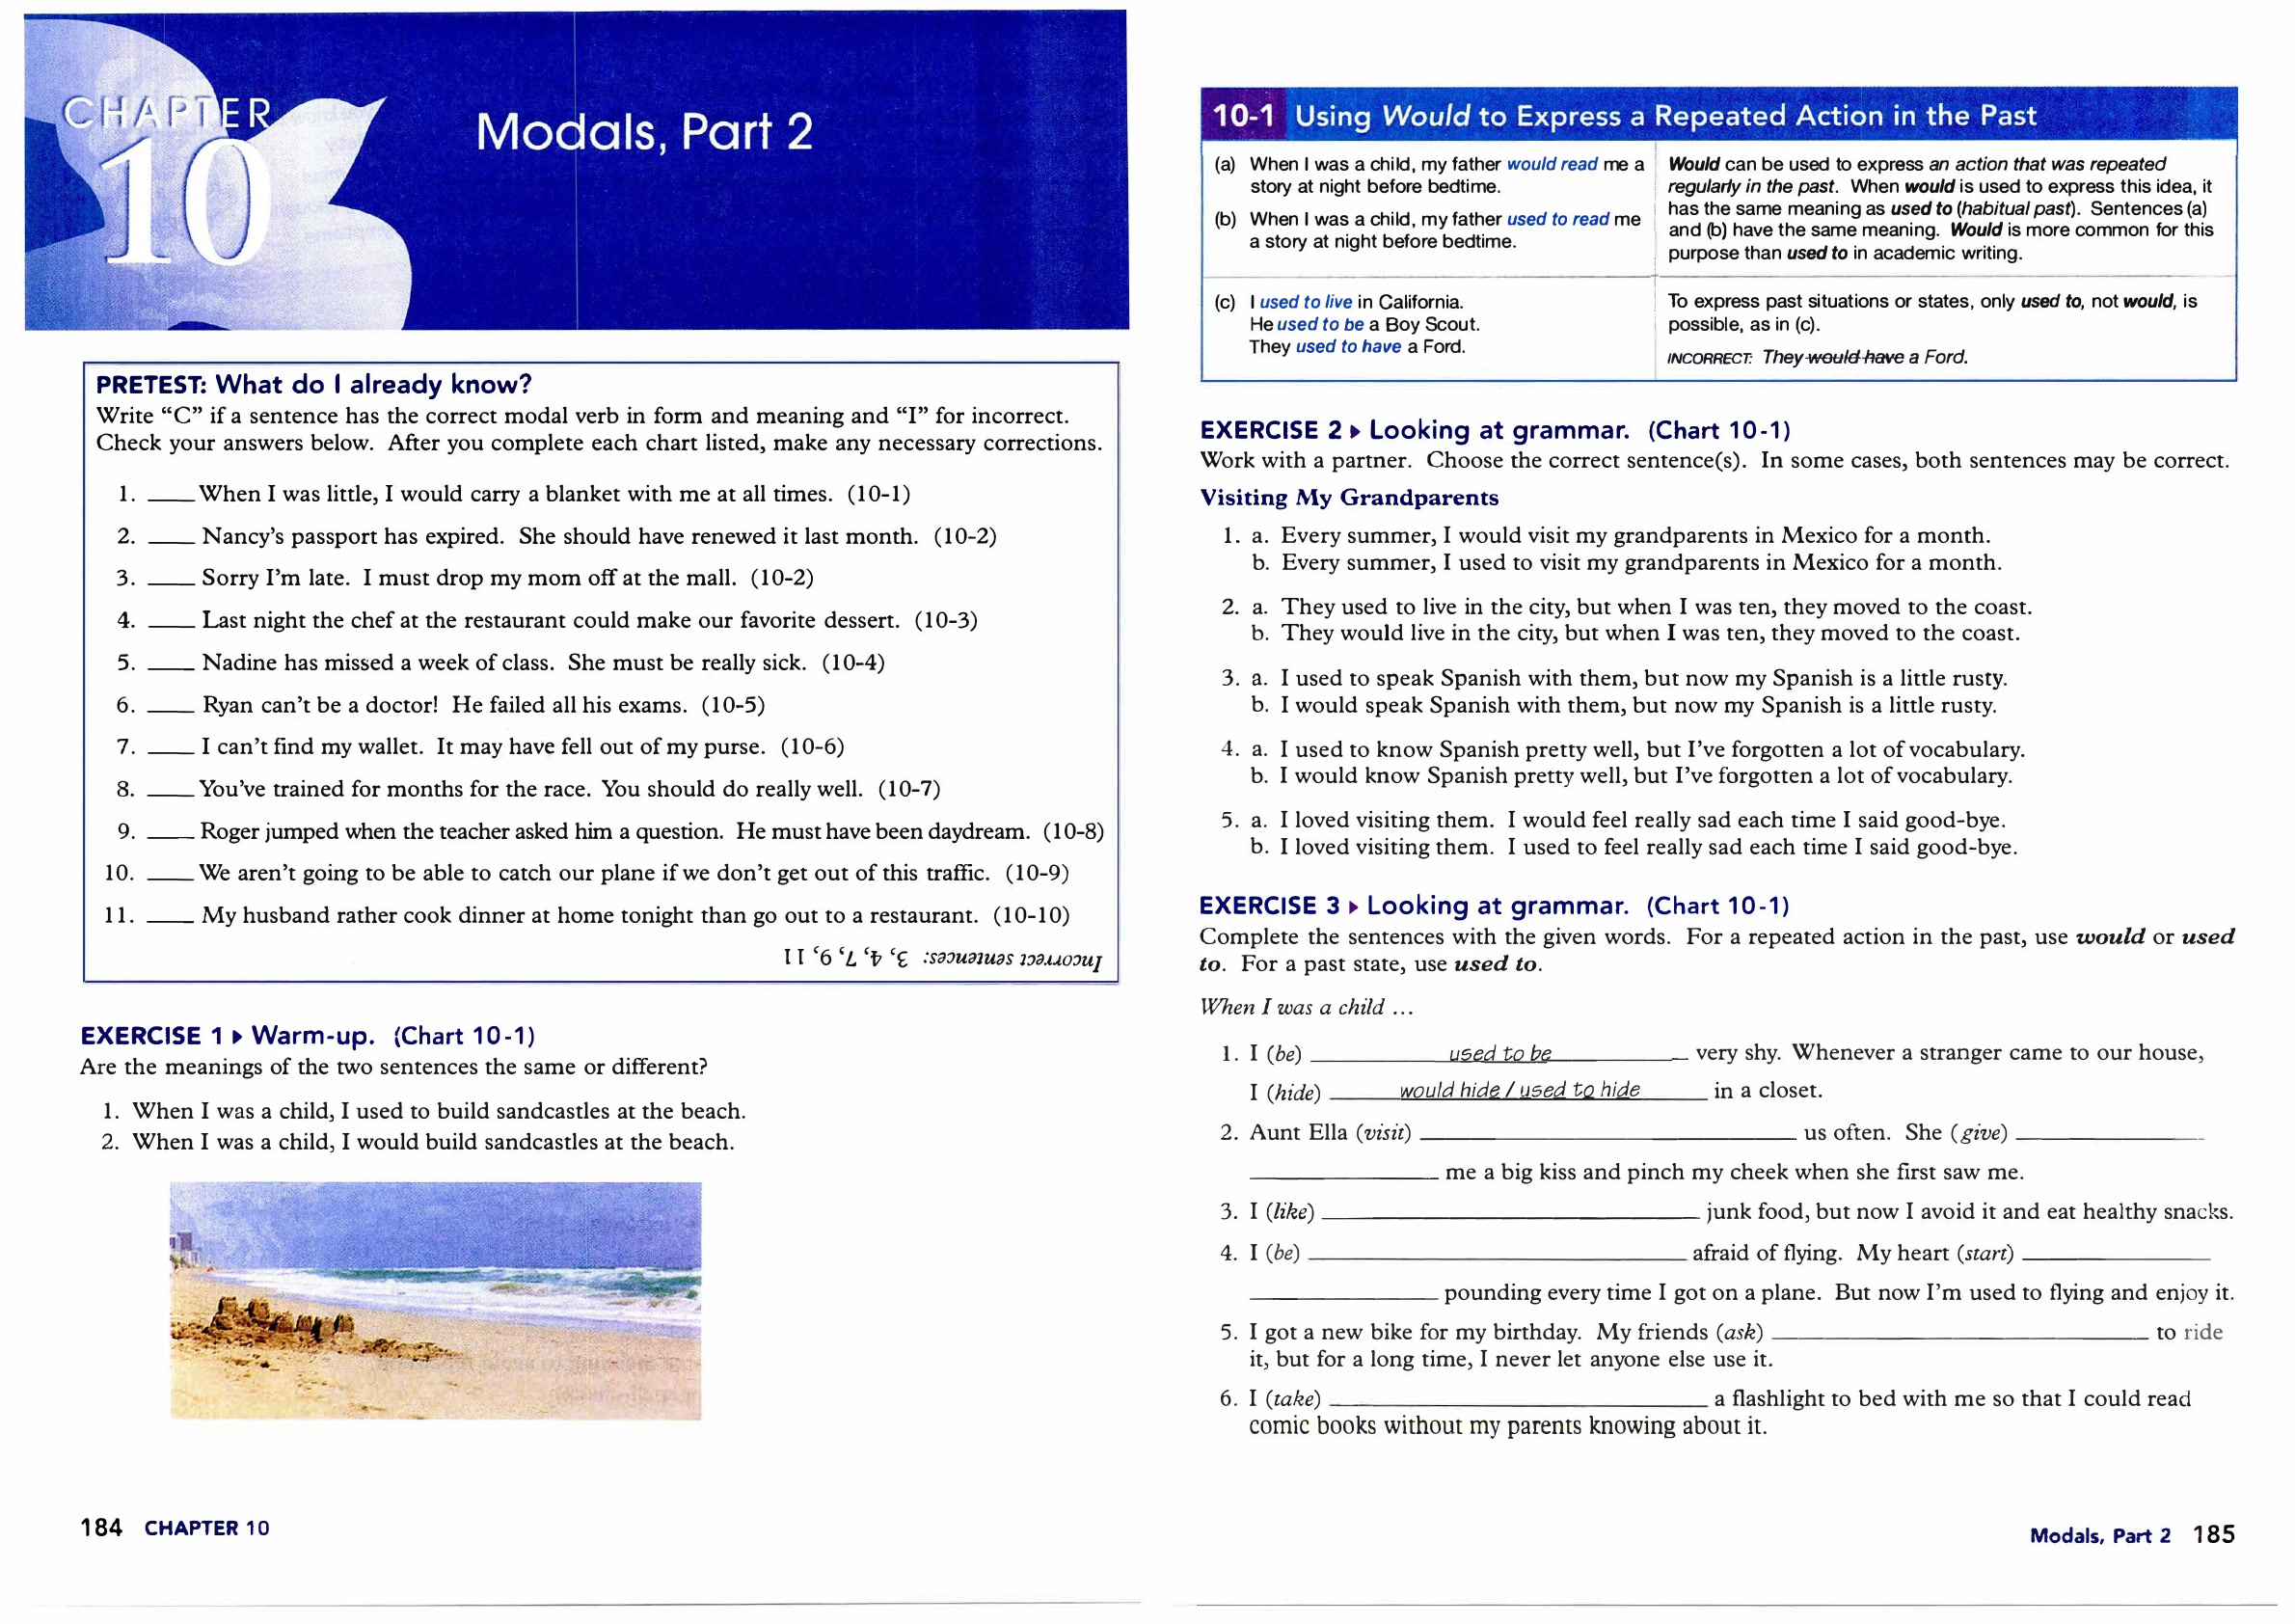 CHAPTER
10
Modals, Part 2
PRETEST: What do I already know?
Write “C” if a sentence has the correct modal verb in form and meaning and “I” for incorrect.
Check your answers below. After you complete each chart listed, make any necessary corrections.
1. ____ When I was little, I would carry a blanket with me at all times. (10-1)
2. ____ Nancy’s passport has expired. She should have renewed it last month. (10-2)
3. ____ Sorry I’m late. I must drop my mom off at the mall. (10-2)
4. ____ Last night the chef at the restaurant could make our favorite dessert. (10-3)
5. ____ Nadine has missed a week of class. She must be really sick. (10-4)
6. ____ Ryan can’t be a doctor! He failed all his exams. (10-5)
7. ____ I can’t find my wallet. It may have fell out of my purse. (10-6)
8. ____ You’ve trained for months for the race. You should do really well. (10-7)
9. ____ Roger jumped when the teacher asked him a question. He must have been daydream. (10-8)
10. ____ We aren’t going to be able to catch our plane if we don’t get out of this traffic. (10-9)
11. ____ My husband rather cook dinner at home tonight than go out to a restaurant. (10-10)
Incorrect sentences: 3, 4, 7, 9, 11
EXERCISE 1 ▸ Warm-up. (Chart 10-1)
Are the meanings of the two sentences the same or different?
1. When I was a child, I used to build sandcastles at the beach.
2. When I was a child, I would build sandcastles at the beach.
184 CHAPTER 10
10-1 Using Would to Express a Repeated Action in the Past
(a) When I was a child, my father would read me a
story at night before bedtime.
(b) When I was a child, my father used to read me
a story at night before bedtime.
Would can be used to express an action that was repeated
regularly in the past. When would is used to express this idea, it
has the same meaning as used to (habitual past). Sentences (a)
and (b) have the same meaning. Would is more common for this
purpose than used to in academic writing.
(c) I used to live in California.
He used to be a Boy Scout.
They used to have a Ford.
To express past situations or states, only used to, not would, is
possible, as in (c).
INCORRECT: They would have a Ford.
EXERCISE 2 ▸ Looking at grammar. (Chart 10-1)
Work with a partner. Choose the correct sentence(s). In some cases, both sentences may be correct.
Visiting My Grandparents
1. a. Every summer, I would visit my grandparents in Mexico for a month.
b. Every summer, I used to visit my grandparents in Mexico for a month.
2. a. They used to live in the city, but when I was ten, they moved to the coast.
b. They would live in the city, but when I was ten, they moved to the coast.
3. a. I used to speak Spanish with them, but now my Spanish is a little rusty.
b. I would speak Spanish with them, but now my Spanish is a little rusty.
4. a. I used to know Spanish pretty well, but I’ve forgotten a lot of vocabulary.
b. I would know Spanish pretty well, but I’ve forgotten a lot of vocabulary.
5. a. I loved visiting them. I would feel really sad each time I said good-bye.
b. I loved visiting them. I used to feel really sad each time I said good-bye.
EXERCISE 3 ▸ Looking at grammar. (Chart 10-1)
Complete the sentences with the given words. For a repeated action in the past, use would or used
to. For a past state, use used to.
When I was a child …
1. I (be) ____ used to be ____ very shy. Whenever a stranger came to our house,
I (hide) ____ would hide / used to hide ____ in a closet.
2. Aunt Ella (visit) ____ us often. She (give) ____
____ me a big kiss and pinch my cheek when she first saw me.
3. I (like) ____ junk food, but now I avoid it and eat healthy snacks.
4. I (be) ____ afraid of flying. My heart (start) ____
____ pounding every time I got on a plane. But now I’m used to flying and enjoy it.
5. I got a new bike for my birthday. My friends (ask) ____ to ride
it, but for a long time, I never let anyone else use it.
6. I (take) ____ a flashlight to bed with me so that I could read
comic books without my parents knowing about it.
Modals, Part 2 185